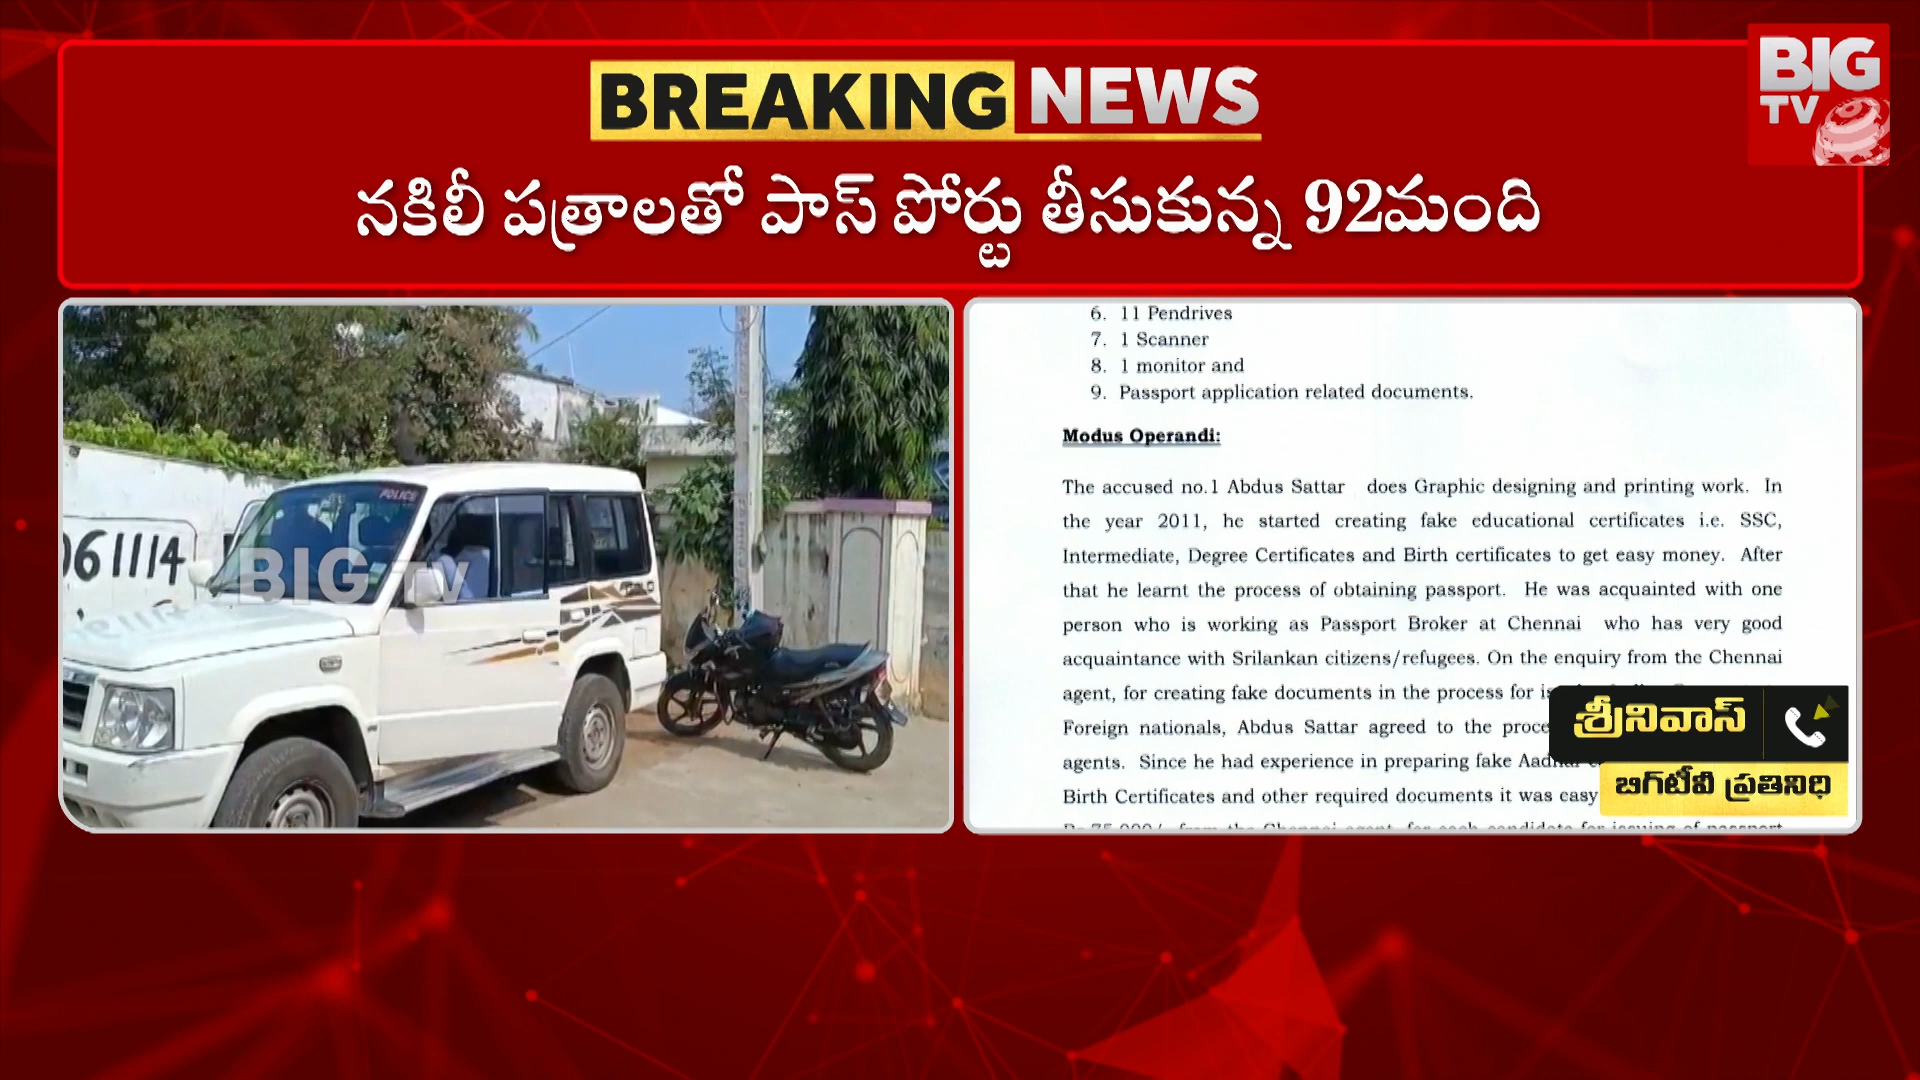 BREAKING NEWS
BIG
TV
నకిలీ పత్రాలతో పాస్ పోర్టు తీసుకున్న 92మంది
POLICE
061114
BIG TV
6. 11 Pendrives
7. 1 Scanner
8. 1 monitor and
9. Passport application related documents.
Modus Operandi:
The accused no.1 Abdus Sattar does Graphic designing and printing work. In
the year 2011, he started creating fake educational certificates i.e. SSC,
Intermediate, Degree Certificates and Birth certificates to get easy money. After
that he learnt the process of obtaining passport. He was acquainted with one
person who is working as Passport Broker at Chennai who has very good
acquaintance with Srilankan citizens/refugees. On the enquiry from the Chennai
agent, for creating fake documents in the process for
Foreign nationals, Abdus Sattar agreed to the
agents. Since he had experience in preparing fake
Birth Certificates and other required documents it was easy
శ్రీనివాస్
బిగ్‌టీవీ ప్రతినిధి